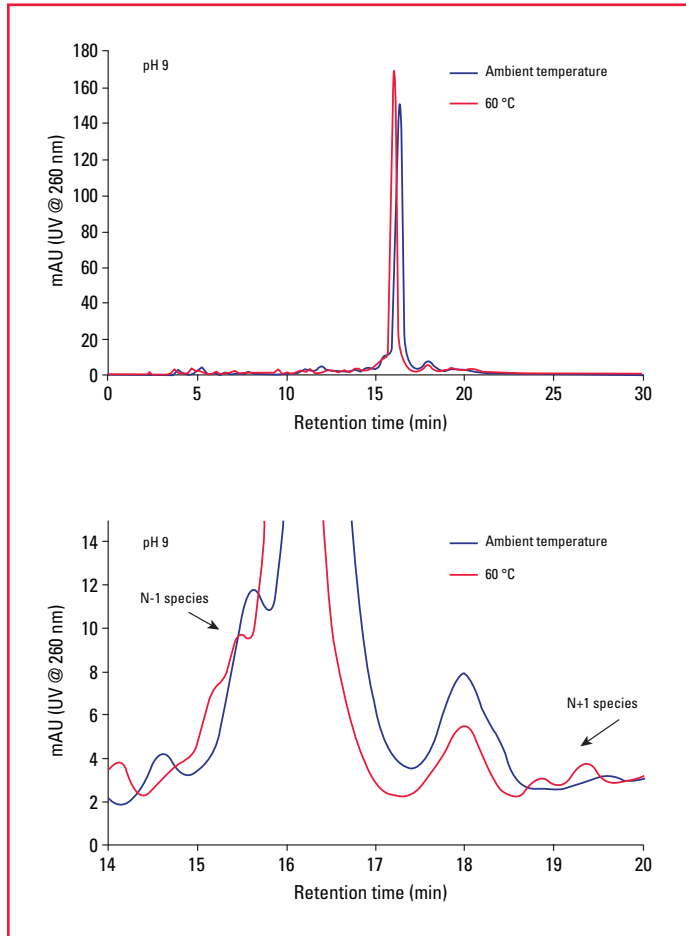 pH 9
Ambient temperature
60 °C
mAU (UV @ 260 nm)
180
160
140
120
100
80
60
40
20
0
0 5 10 15 20 25 30
Retention time (min)
pH 9
Ambient temperature
60 °C
N-1 species
N+1 species
mAU (UV @ 260 nm)
14
12
10
8
6
4
2
0
14 15 16 17 18 19 20
Retention time (min)